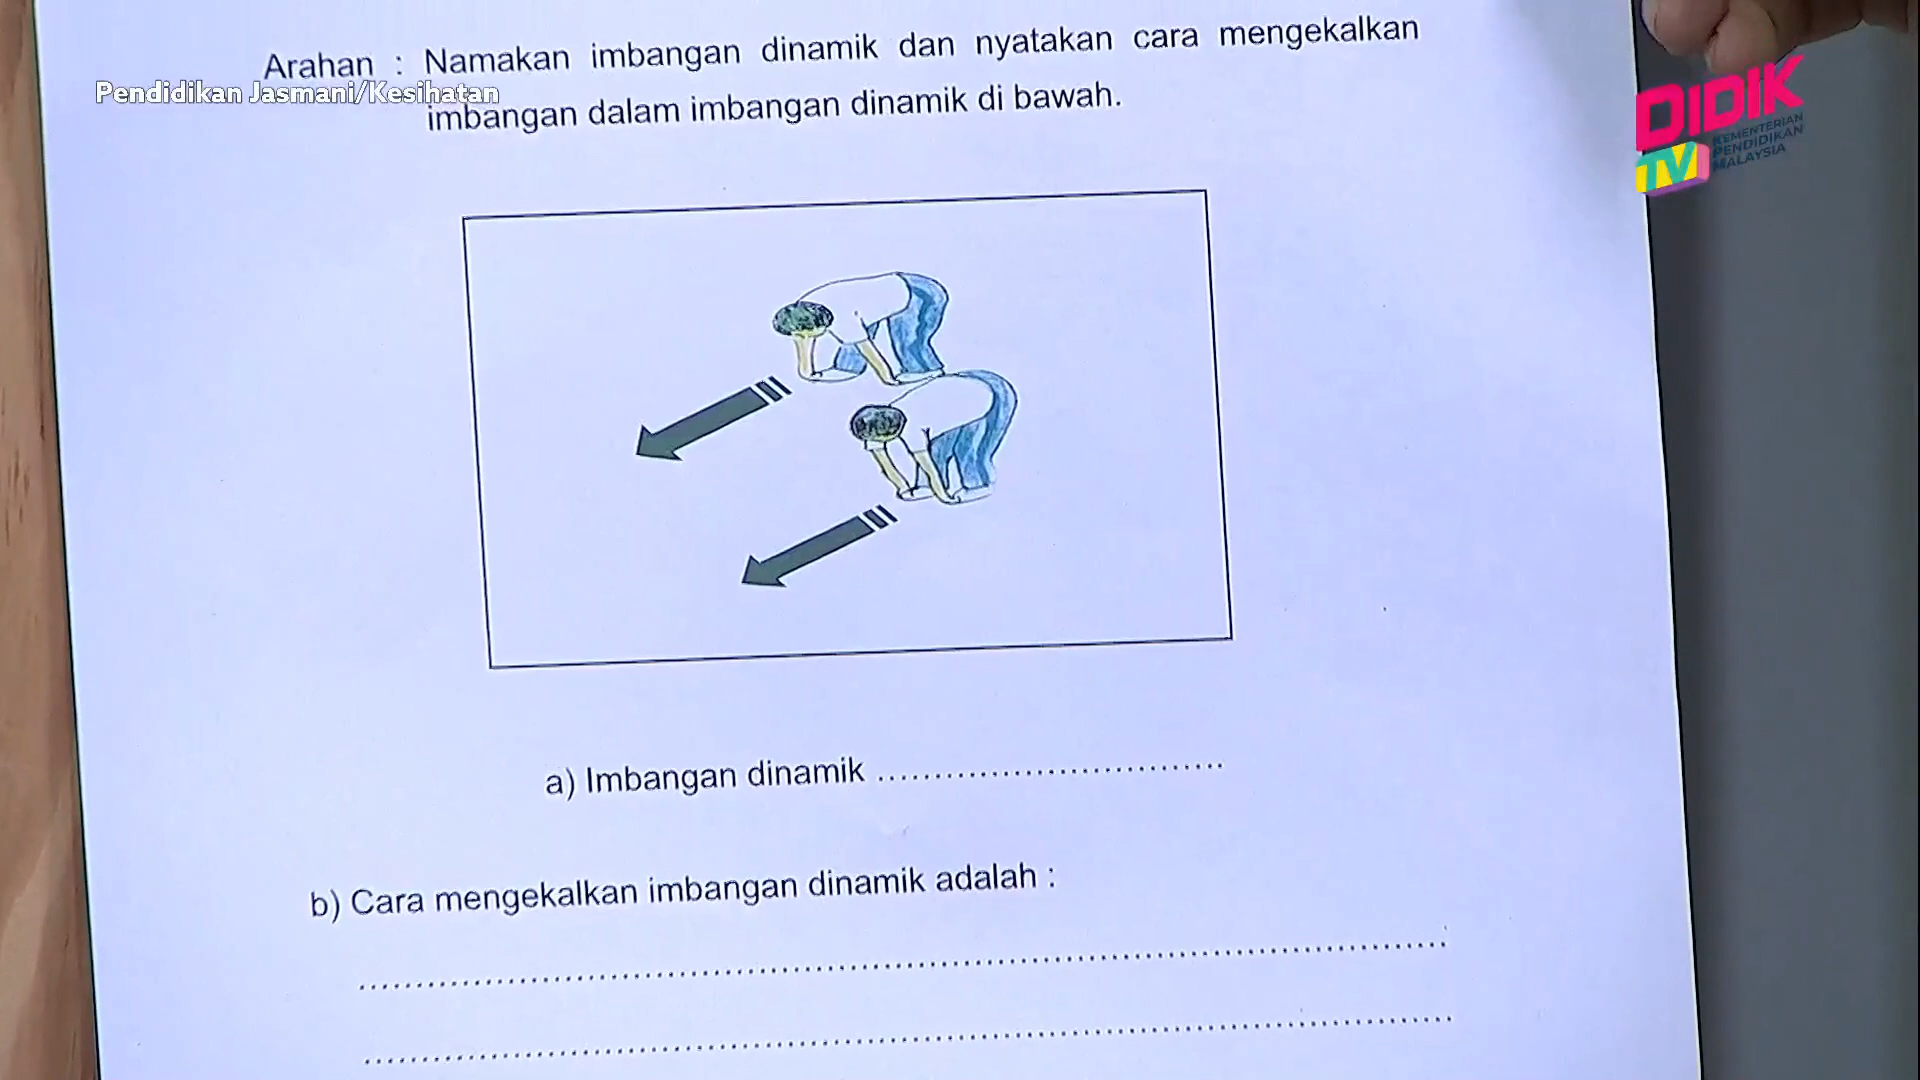 Arahan : Namakan imbangan dinamik dan nyatakan cara mengekalkan
Pendidikan Jasmani/Kesihatan
imbangan dalam imbangan dinamik di bawah.
DIDIK
TV
KEMENTERIAN
PENDIDIKAN
MALAYSIA
a) Imbangan dinamik ..............................
b) Cara mengekalkan imbangan dinamik adalah :